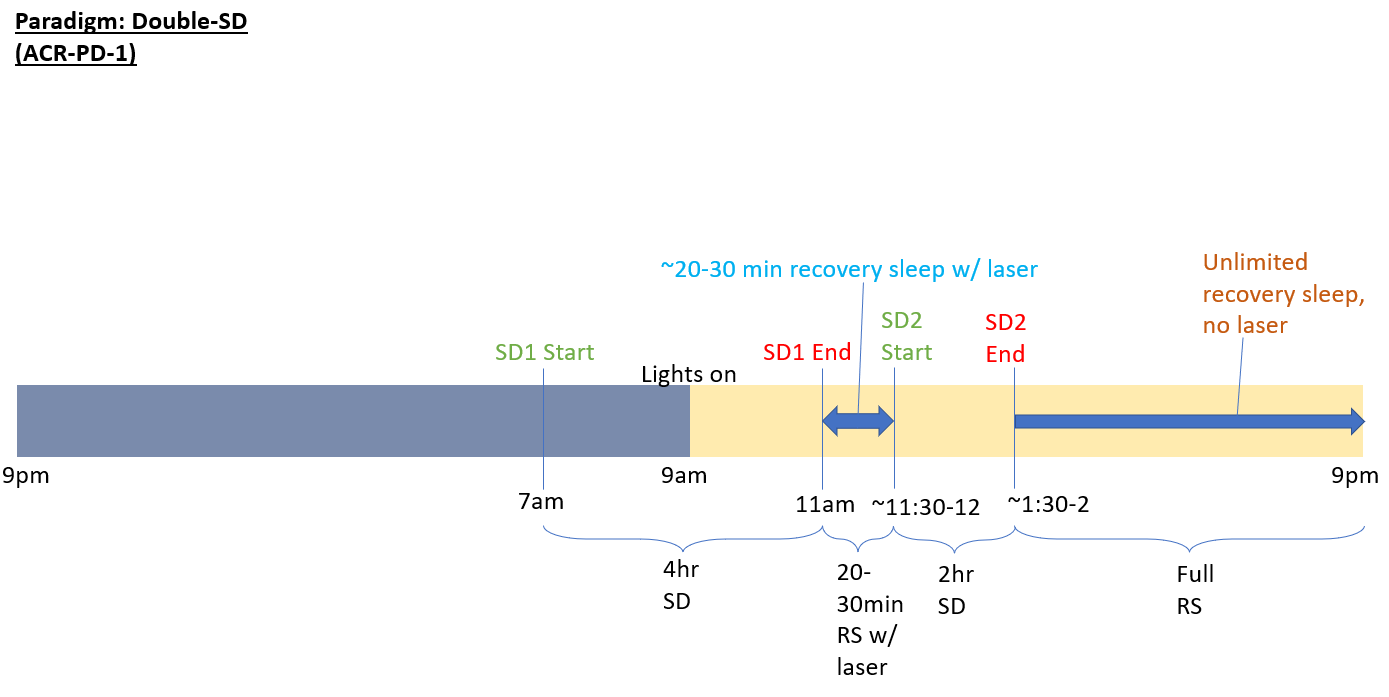 Paradigm: Double-SD
(ACR-PD-1)
~20-30 min recovery sleep w/ laser
Unlimited
recovery sleep,
no laser
SD1 Start
Lights on
SD1 End
SD2
Start
SD2
End
9pm
7am
9am
11am
~11:30-12
~1:30-2
9pm
4hr
SD
20-
30min
RS w/
laser
2hr
SD
Full
RS